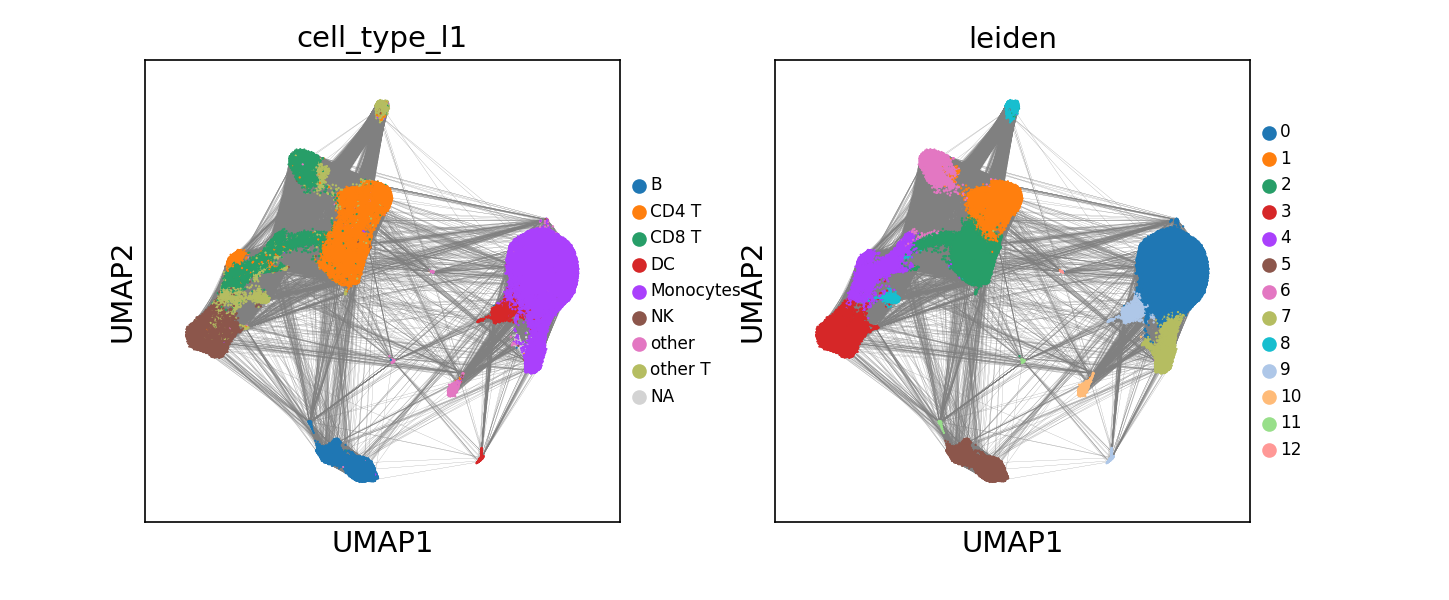 cell_type_l1
UMAP2
UMAP1
B
CD4 T
CD8 T
DC
Monocytes
NK
other
other T
NA
leiden
UMAP2
UMAP1
0
1
2
3
4
5
6
7
8
9
10
11
12